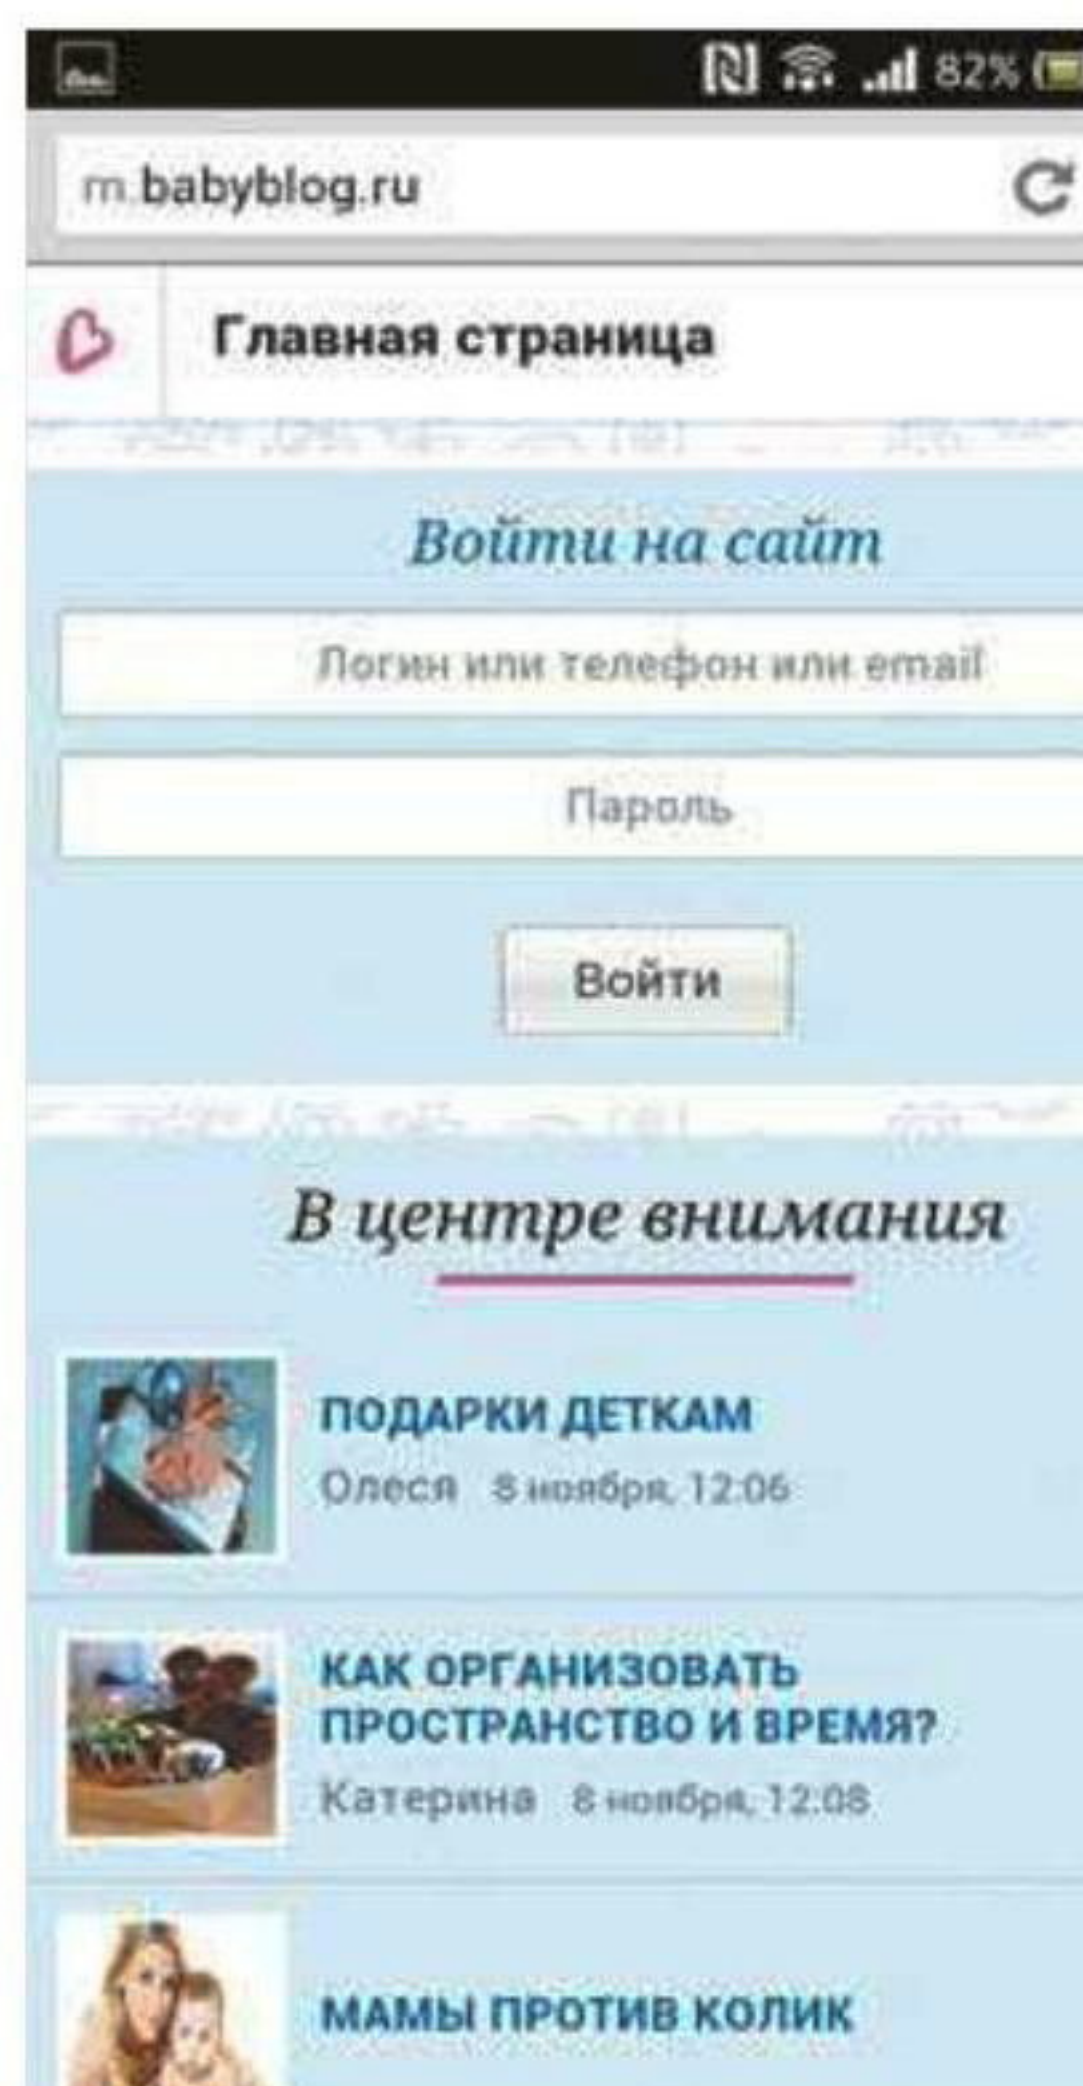 82%
m.babyblog.ru
Главная страница
Войти на сайт
Логин или телефон или email
Пароль
Войти
В центре внимания
ПОДАРКИ ДЕТКАМ
Олеся 8 ноября, 12:06
КАК ОРГАНИЗОВАТЬ
ПРОСТРАНСТВО И ВРЕМЯ?
Катерина 8 ноября, 12:08
МАМЫ ПРОТИВ КОЛИК